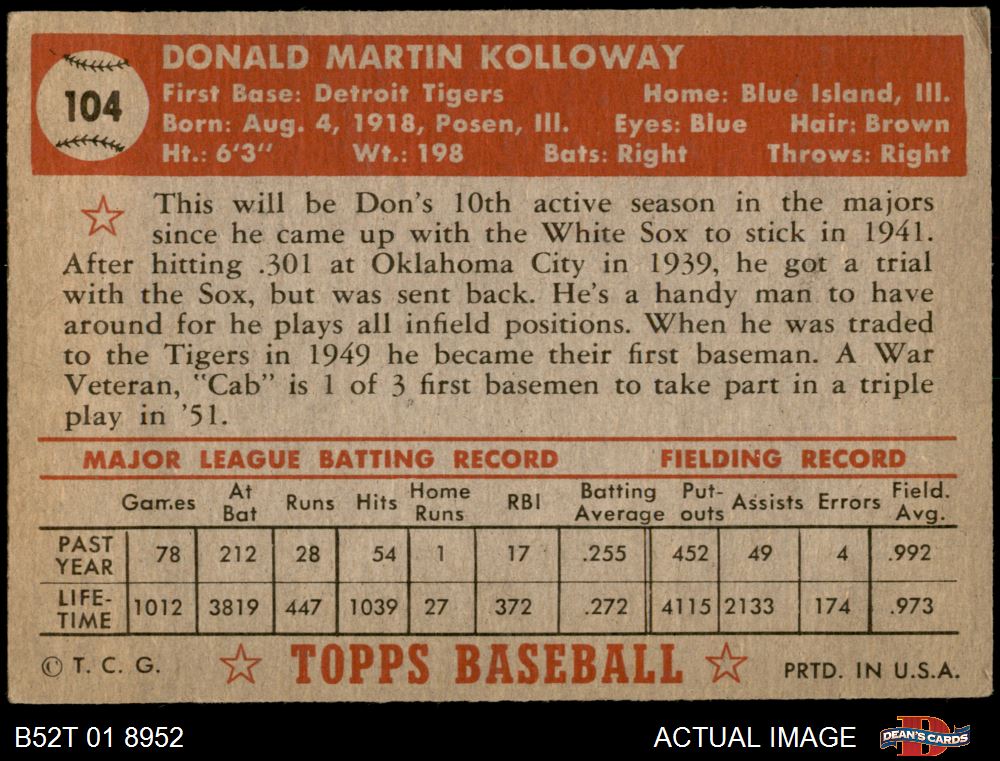 104
DONALD MARTIN KOLLOWAY
First Base: Detroit Tigers Home: Blue Island, Ill.
Born: Aug. 4, 1918, Posen, Ill. Eyes: Blue Hair: Brown
Ht.: 6'3" Wt.: 198 Bats: Right Throws: Right
This will be Don's 10th active season in the majors
since he came up with the White Sox to stick in 1941.
After hitting .301 at Oklahoma City in 1939, he got a trial
with the Sox, but was sent back. He's a handy man to have
around for he plays all infield positions. When he was traded
to the Tigers in 1949 he became their first baseman. A War
Veteran, "Cab" is 1 of 3 first basemen to take part in a triple
play in '51.
MAJOR LEAGUE BATTING RECORD FIELDING RECORD
Games At Bat Runs Hits Home Runs RBI Batting Average Put-outs Assists Errors Field. Avg.
PAST YEAR 78 212 28 54 1 17 .255 452 49 4 .992
LIFE-TIME 1012 3819 447 1039 27 372 .272 4115 2133 174 .973
© T. C. G. TOPPS BASEBALL PRTD. IN U.S.A.
B52T 01 8952 ACTUAL IMAGE D DEAN'S CARDS